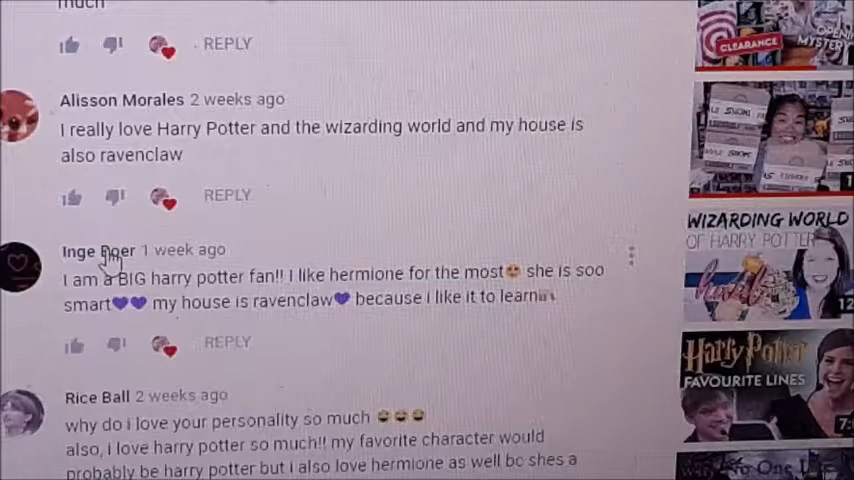 much
REPLY
Alisson Morales 2 weeks ago
I really love Harry Potter and the wizarding world and my house is
also ravenclaw
REPLY
Inge Boer 1 week ago
I am a BIG harry potter fan!! I like hermione for the most😍 she is soo
smart💜💜 my house is ravenclaw💜 because i like it to learn
REPLY
Rice Ball 2 weeks ago
why do i love your personality so much 😆😆😆
also, i love harry potter so much!! my favorite character would
probably be harry potter but i also love hermione as well bc shes a
CLEARANCE
MYSTERY
WIZARDING WORLD
OF HARRY POTTER
haul
Harry Potter
FAVOURITE LINES